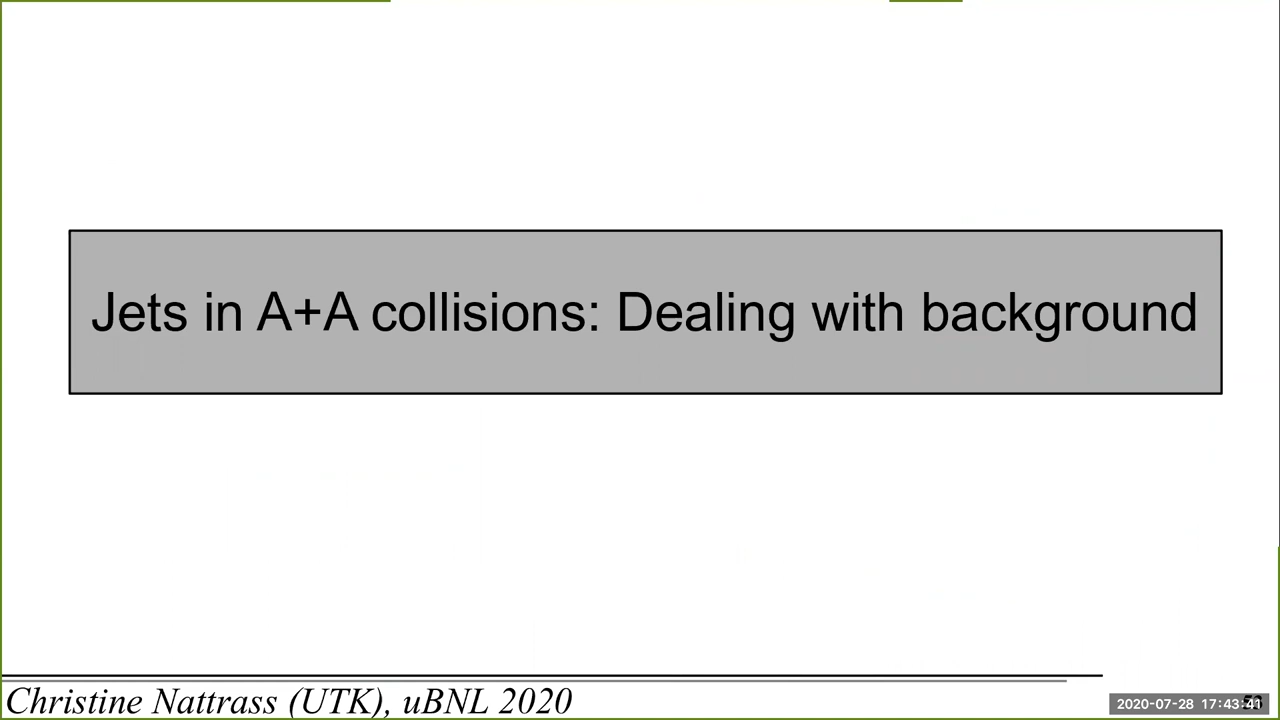 Jets in A+A collisions: Dealing with background
Christine Nattrass (UTK), uBNL 2020
2020-07-28 17:43:41